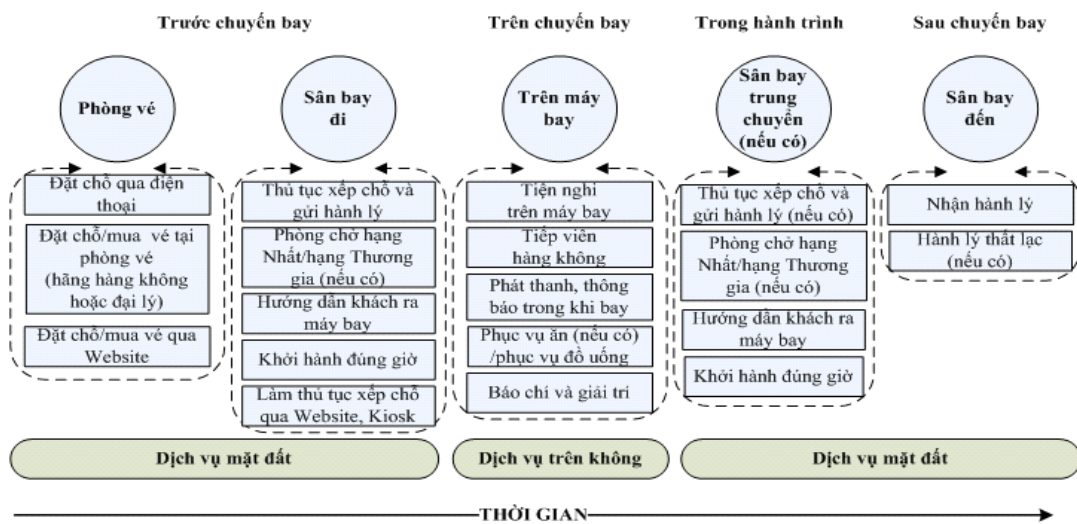 Trước chuyến bay
Trên chuyến bay
Trong hành trình
Sau chuyến bay
Phòng vé
Sân bay
đi
Trên máy
bay
Sân bay
trung
chuyển
(nếu có)
Sân bay
đến
Đặt chỗ qua điện
thoại
Đặt chỗ/mua vé tại
phòng vé
(hãng hàng không
hoặc đại lý)
Đặt chỗ/mua vé qua
Website
Thủ tục xếp chỗ và
gửi hành lý
Phòng chờ hạng
Nhất/hạng Thương
gia (nếu có)
Hướng dẫn khách ra
máy bay
Khởi hành đúng giờ
Làm thủ tục xếp chỗ
qua Website, Kiosk
Tiện nghi
trên máy bay
Tiếp viên
hàng không
Phát thanh, thông
báo trong khi bay
Phục vụ ăn (nếu có)
/phục vụ đồ uống
Báo chí và giải trí
Thủ tục xếp chỗ và
gửi hành lý (nếu có)
Phòng chờ hạng
Nhất/hạng Thương
gia (nếu có)
Hướng dẫn khách ra
máy bay
Khởi hành đúng giờ
Nhận hành lý
Hành lý thất lạc
(nếu có)
Dịch vụ mặt đất
Dịch vụ trên không
Dịch vụ mặt đất
THỜI GIAN